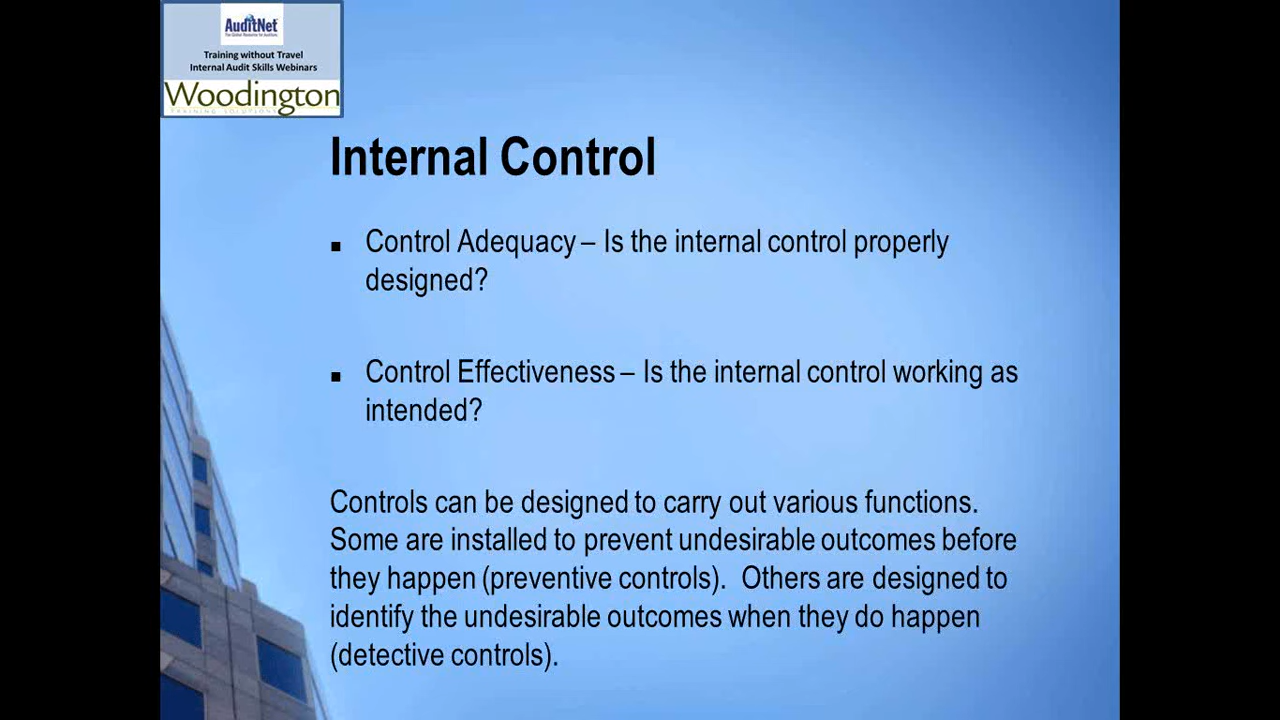 AuditNet
Training without Travel
Internal Audit Skills Webinars
Woodington
TRAINING SOLUTIONS
Internal Control
▪ Control Adequacy – Is the internal control properly
designed?
▪ Control Effectiveness – Is the internal control working as
intended?
Controls can be designed to carry out various functions.
Some are installed to prevent undesirable outcomes before
they happen (preventive controls).  Others are designed to
identify the undesirable outcomes when they do happen
(detective controls).